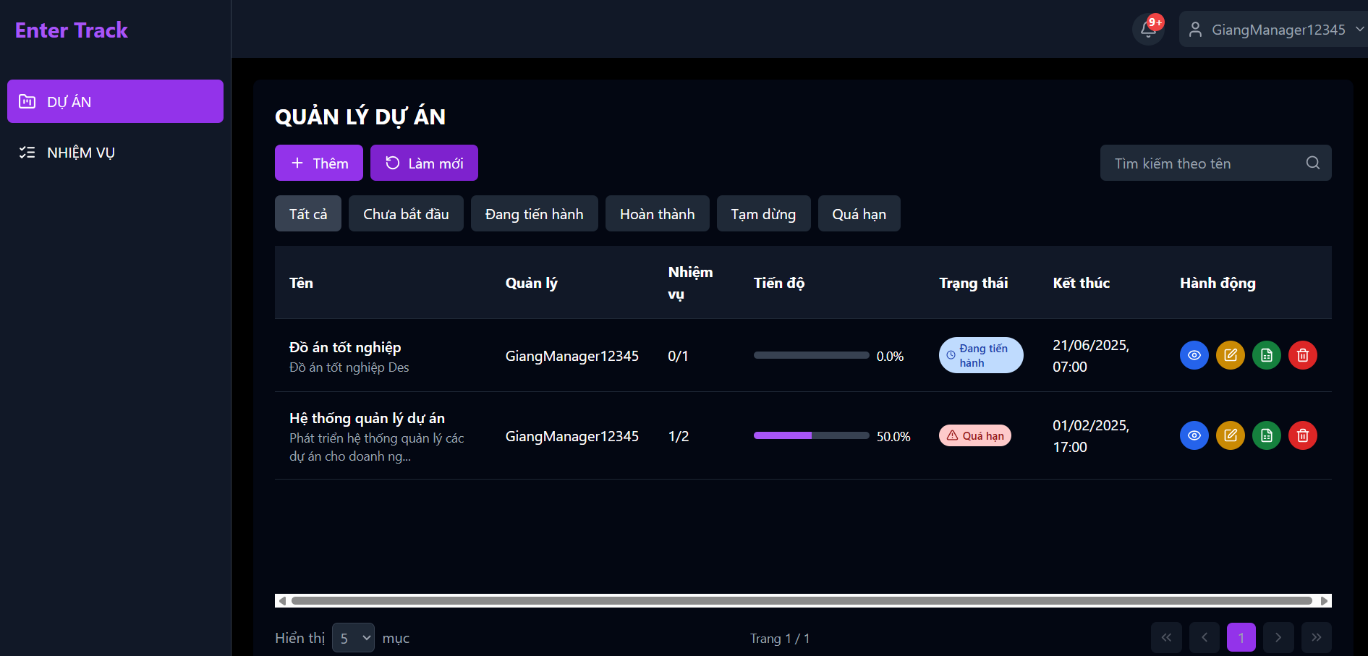 Enter Track
9+
GiangManager12345
DỰ ÁN
NHIỆM VỤ
QUẢN LÝ DỰ ÁN
Thêm
Làm mới
Tìm kiếm theo tên
Tất cả
Chưa bắt đầu
Đang tiến hành
Hoàn thành
Tạm dừng
Quá hạn
Tên
Quản lý
Nhiệm
vụ
Tiến độ
Trạng thái
Kết thúc
Hành động
Đồ án tốt nghiệp
Đồ án tốt nghiệp Des
GiangManager12345
0/1
0.0%
Đang tiến
hành
21/06/2025,
07:00
Hệ thống quản lý dự án
Phát triển hệ thống quản lý các
dự án cho doanh ng...
GiangManager12345
1/2
50.0%
Quá hạn
01/02/2025,
17:00
Hiển thị 5 mục
Trang 1 / 1
« ‹ 1 › »